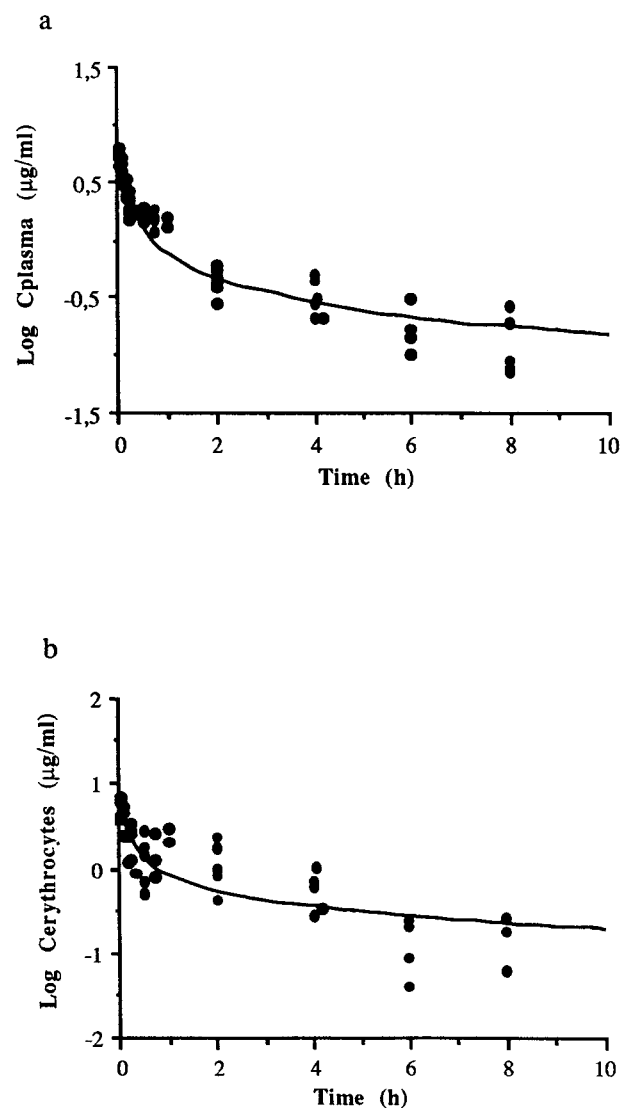 a
1,5
0,5
-0,5
-1,5
Log Cplasma (µg/ml)
0 2 4 6 8 10
Time (h)
b
2
1
0
-1
-2
Log Cerythrocytes (µg/ml)
0 2 4 6 8 10
Time (h)